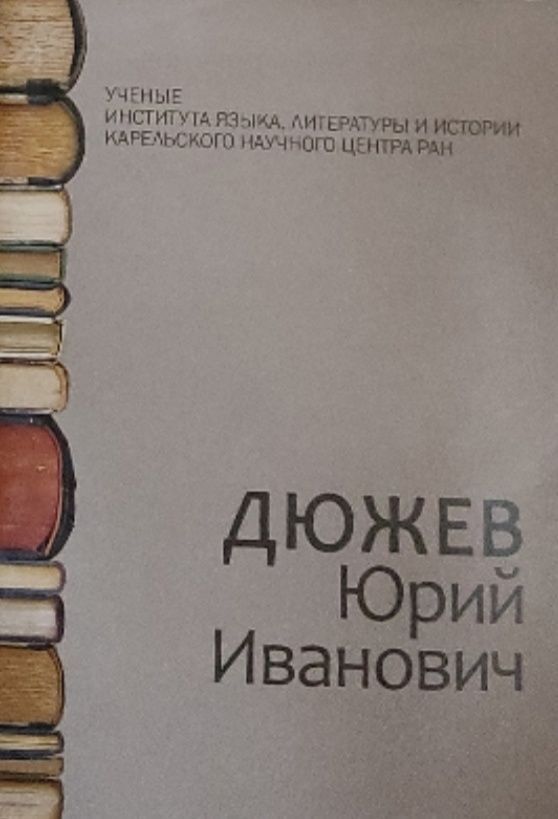 УЧЕНЫЕ
ИНСТИТУТА ЯЗЫКА, ЛИТЕРАТУРЫ И ИСТОРИИ
КАРЕЛЬСКОГО НАУЧНОГО ЦЕНТРА РАН
ДЮЖЕВ
Юрий
Иванович